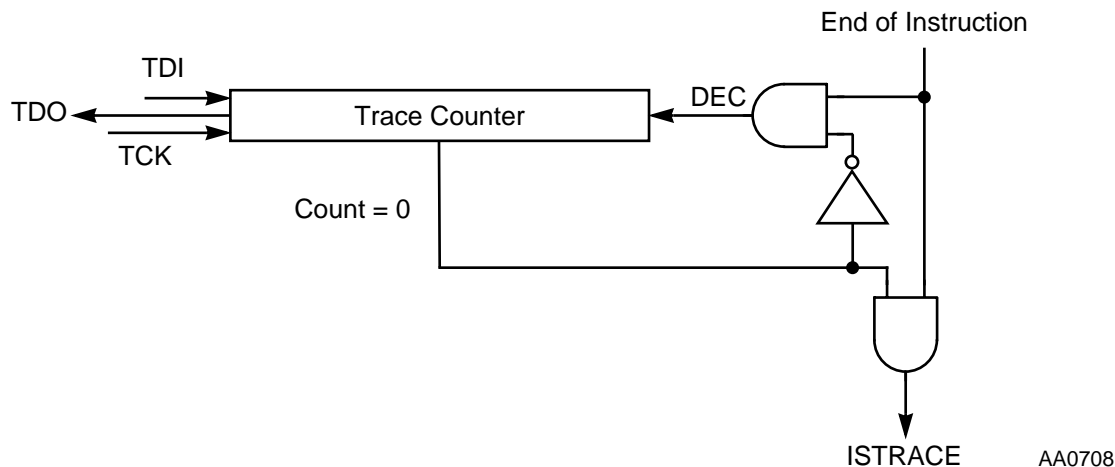 End of Instruction
TDI
DEC
TDO
Trace Counter
TCK
Count = 0
ISTRACE
AA0708